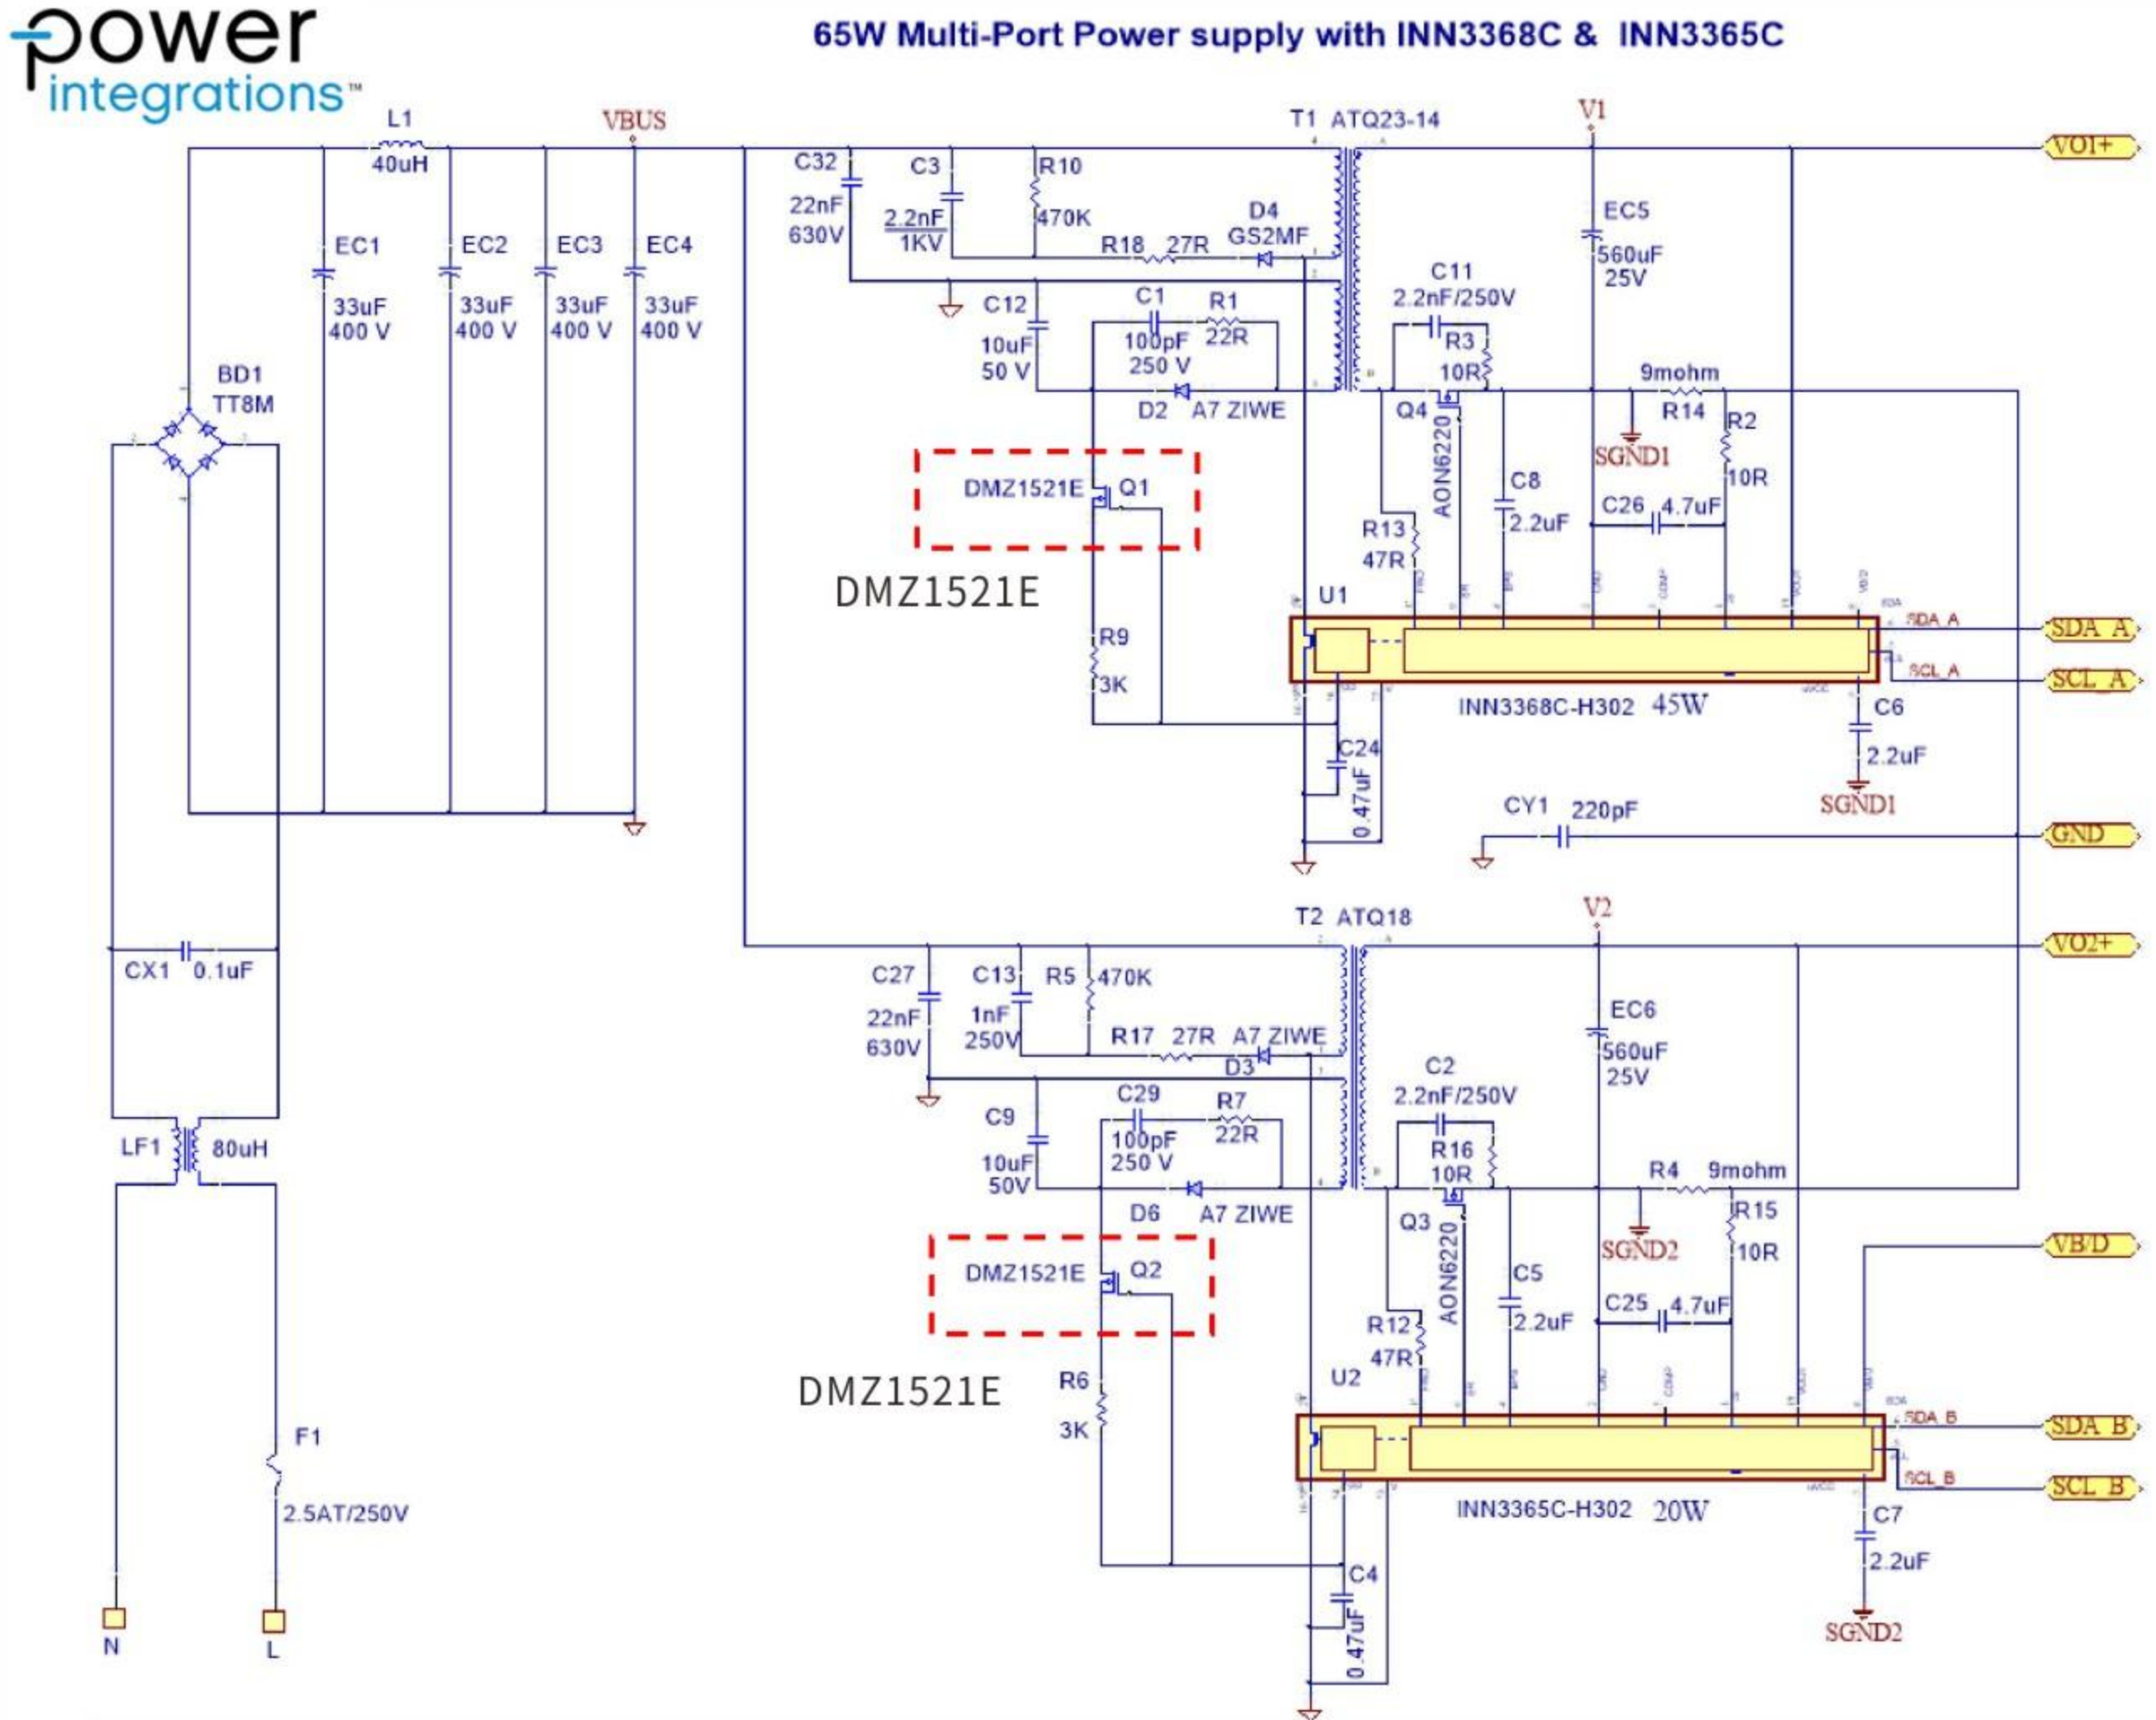 power
integrations™
65W Multi-Port Power supply with INN3368C & INN3365C
L1
40uH
VBUS
EC1
33uF
400 V
EC2
33uF
400 V
EC3
33uF
400 V
EC4
33uF
400 V
BD1
TT8M
CX1 0.1uF
LF1 80uH
F1
2.5AT/250V
N
L
T1 ATQ23-14
V1
VO1+
C32
22nF
630V
C3
2.2nF
1KV
R10
470K
R18 27R
D4
GS2MF
C12
10uF
50 V
C1
100pF
250 V
R1
22R
D2 A7 ZIWE
DMZ1521E Q1
DMZ1521E
R9
3K
C11
2.2nF/250V
R3
10R
Q4
AON6220
EC5
560uF
25V
9mohm
R14
SGND1
R2
10R
C8
2.2uF
C26 4.7uF
R13
47R
U1
COMP
SDA_A
SDA_A
SCL_A
SCL_A
INN3368C-H302 45W
C6
2.2uF
SGND1
C24
0.47uF
CY1 220pF
GND
T2 ATQ18
V2
VO2+
C27
22nF
630V
C13
1nF
250V
R5 470K
R17 27R A7 ZIWE
D3
C9
10uF
50V
C29
100pF
250 V
R7
22R
D6 A7 ZIWE
DMZ1521E Q2
DMZ1521E
R6
3K
C2
2.2nF/250V
R16
10R
Q3
AON6220
EC6
560uF
25V
R4 9mohm
SGND2
R15
10R
VB/D
C5
2.2uF
C25 4.7uF
R12
47R
U2
COMP
SDA_B
SDA_B
SCL_B
SCL_B
INN3365C-H302 20W
C7
2.2uF
SGND2
C4
0.47uF